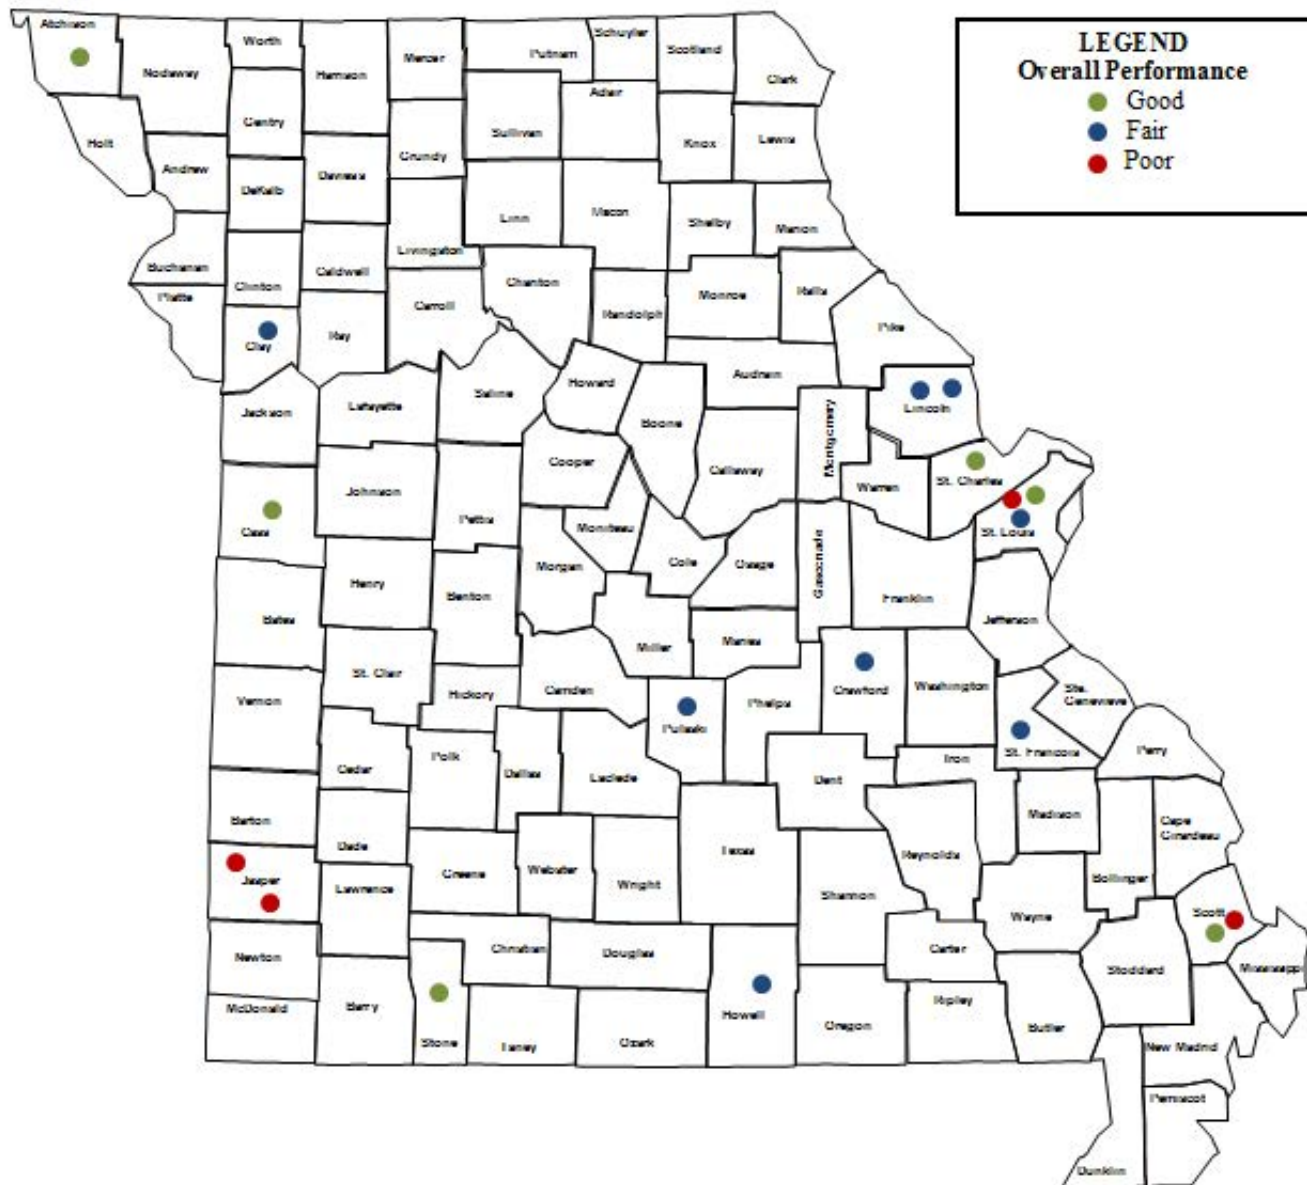 LEGEND
Overall Performance
Good
Fair
Poor
Atchison
Nodaway
Worth
Harrison
Mercer
Putnam
Schuyler
Scotland
Clark
Holt
Andrew
Gentry
DeKalb
Daviess
Grundy
Sullivan
Adair
Knox
Lewis
Buchanan
Platte
Clinton
Caldwell
Livingston
Linn
Macon
Shelby
Marion
Clay
Ray
Carroll
Chariton
Randolph
Monroe
Ralls
Pike
Jackson
Lafayette
Saline
Howard
Boone
Audrain
Montgomery
Lincoln
Cass
Johnson
Pettis
Cooper
Moniteau
Callaway
Warren
St. Charles
St. Louis
Bates
Henry
Benton
Morgan
Cole
Osage
Gasconade
Franklin
Jefferson
Vernon
St. Clair
Hickory
Camden
Miller
Maries
Pulaski
Phelps
Crawford
Washington
Ste.
Genevieve
St. Francois
Perry
Barton
Cedar
Polk
Dallas
Laclede
Dent
Iron
Madison
Cape
Girardeau
Jasper
Dade
Lawrence
Greene
Webster
Wright
Texas
Shannon
Reynolds
Wayne
Bollinger
Scott
Newton
McDonald
Barry
Stone
Christian
Taney
Douglas
Ozark
Howell
Oregon
Carter
Ripley
Butler
Stoddard
Mississippi
New Madrid
Pemiscot
Dunklin